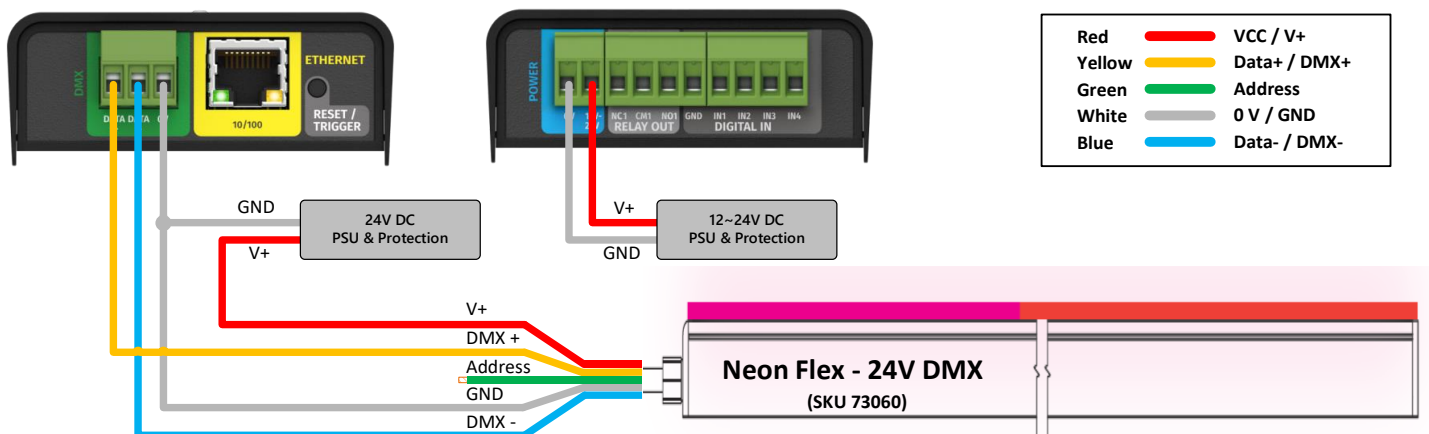 DMX
DATA DATA 0V
10/100
ETHERNET
RESET /
TRIGGER
POWER
0V 12V-
24V
NC1 CM1 NO1 GND IN1 IN2 IN3 IN4
RELAY OUT DIGITAL IN
Red VCC / V+
Yellow Data+ / DMX+
Green Address
White 0 V / GND
Blue Data- / DMX-
GND
24V DC
PSU & Protection
V+
V+
12~24V DC
PSU & Protection
GND
V+
DMX +
Address
GND
DMX -
Neon Flex - 24V DMX
(SKU 73060)